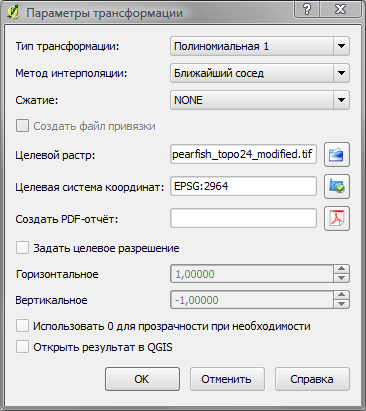 Параметры трансформации
Тип трансформации: Полиномиальная 1
Метод интерполяции: Ближайший сосед
Сжатие: NONE
Создать файл привязки
Целевой растр: pearfish_topo24_modified.tif
Целевая система координат: EPSG:2964
Создать PDF-отчёт:
Задать целевое разрешение
Горизонтальное 1,00000
Вертикальное -1,00000
Использовать 0 для прозрачности при необходимости
Открыть результат в QGIS
OK Отменить Справка